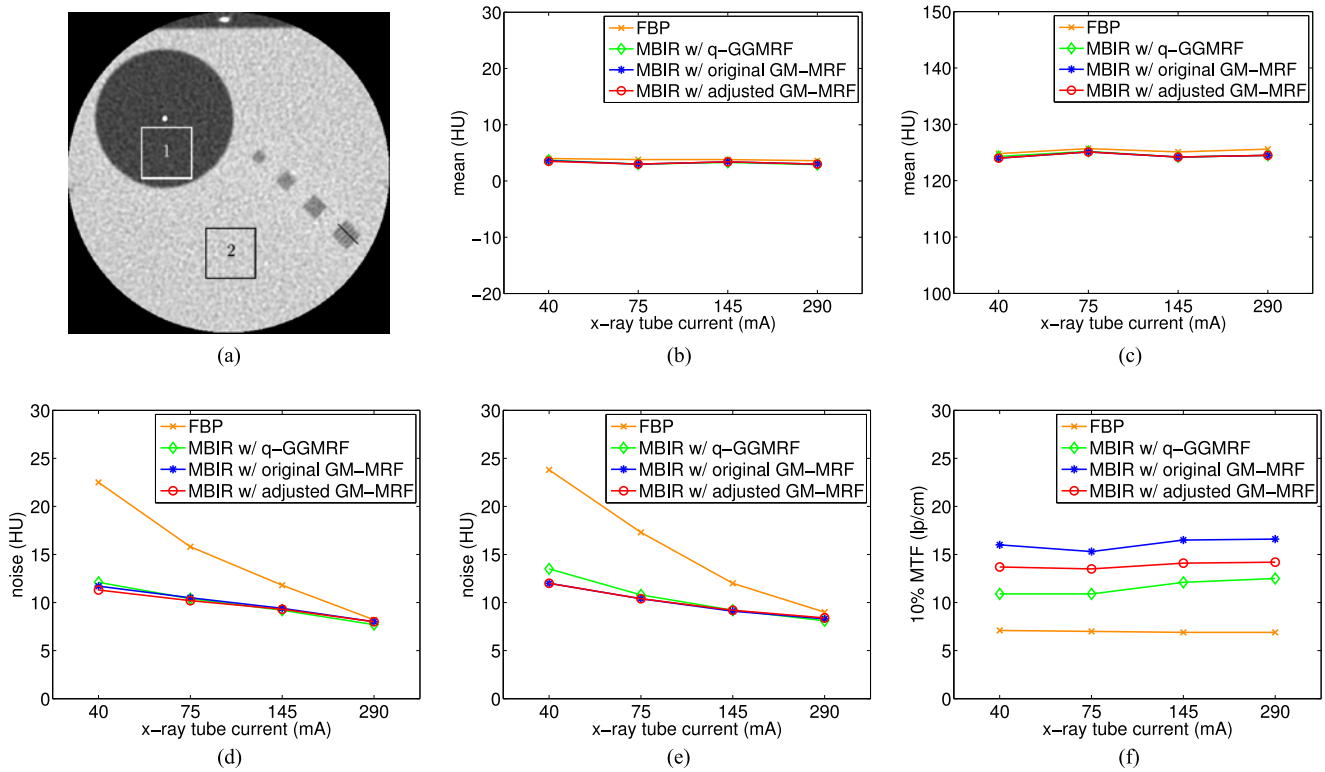 1
2
(a)
30
20
10
0
−10
−20
mean (HU)
FBP
MBIR w/ q−GGMRF
MBIR w/ original GM−MRF
MBIR w/ adjusted GM−MRF
40 75 145 290
x−ray tube current (mA)
(b)
150
140
130
120
110
100
mean (HU)
FBP
MBIR w/ q−GGMRF
MBIR w/ original GM−MRF
MBIR w/ adjusted GM−MRF
40 75 145 290
x−ray tube current (mA)
(c)
30
25
20
15
10
5
0
noise (HU)
FBP
MBIR w/ q−GGMRF
MBIR w/ original GM−MRF
MBIR w/ adjusted GM−MRF
40 75 145 290
x−ray tube current (mA)
(d)
30
25
20
15
10
5
0
noise (HU)
FBP
MBIR w/ q−GGMRF
MBIR w/ original GM−MRF
MBIR w/ adjusted GM−MRF
40 75 145 290
x−ray tube current (mA)
(e)
30
25
20
15
10
5
0
10% MTF (lp/cm)
FBP
MBIR w/ q−GGMRF
MBIR w/ original GM−MRF
MBIR w/ adjusted GM−MRF
40 75 145 290
x−ray tube current (mA)
(f)